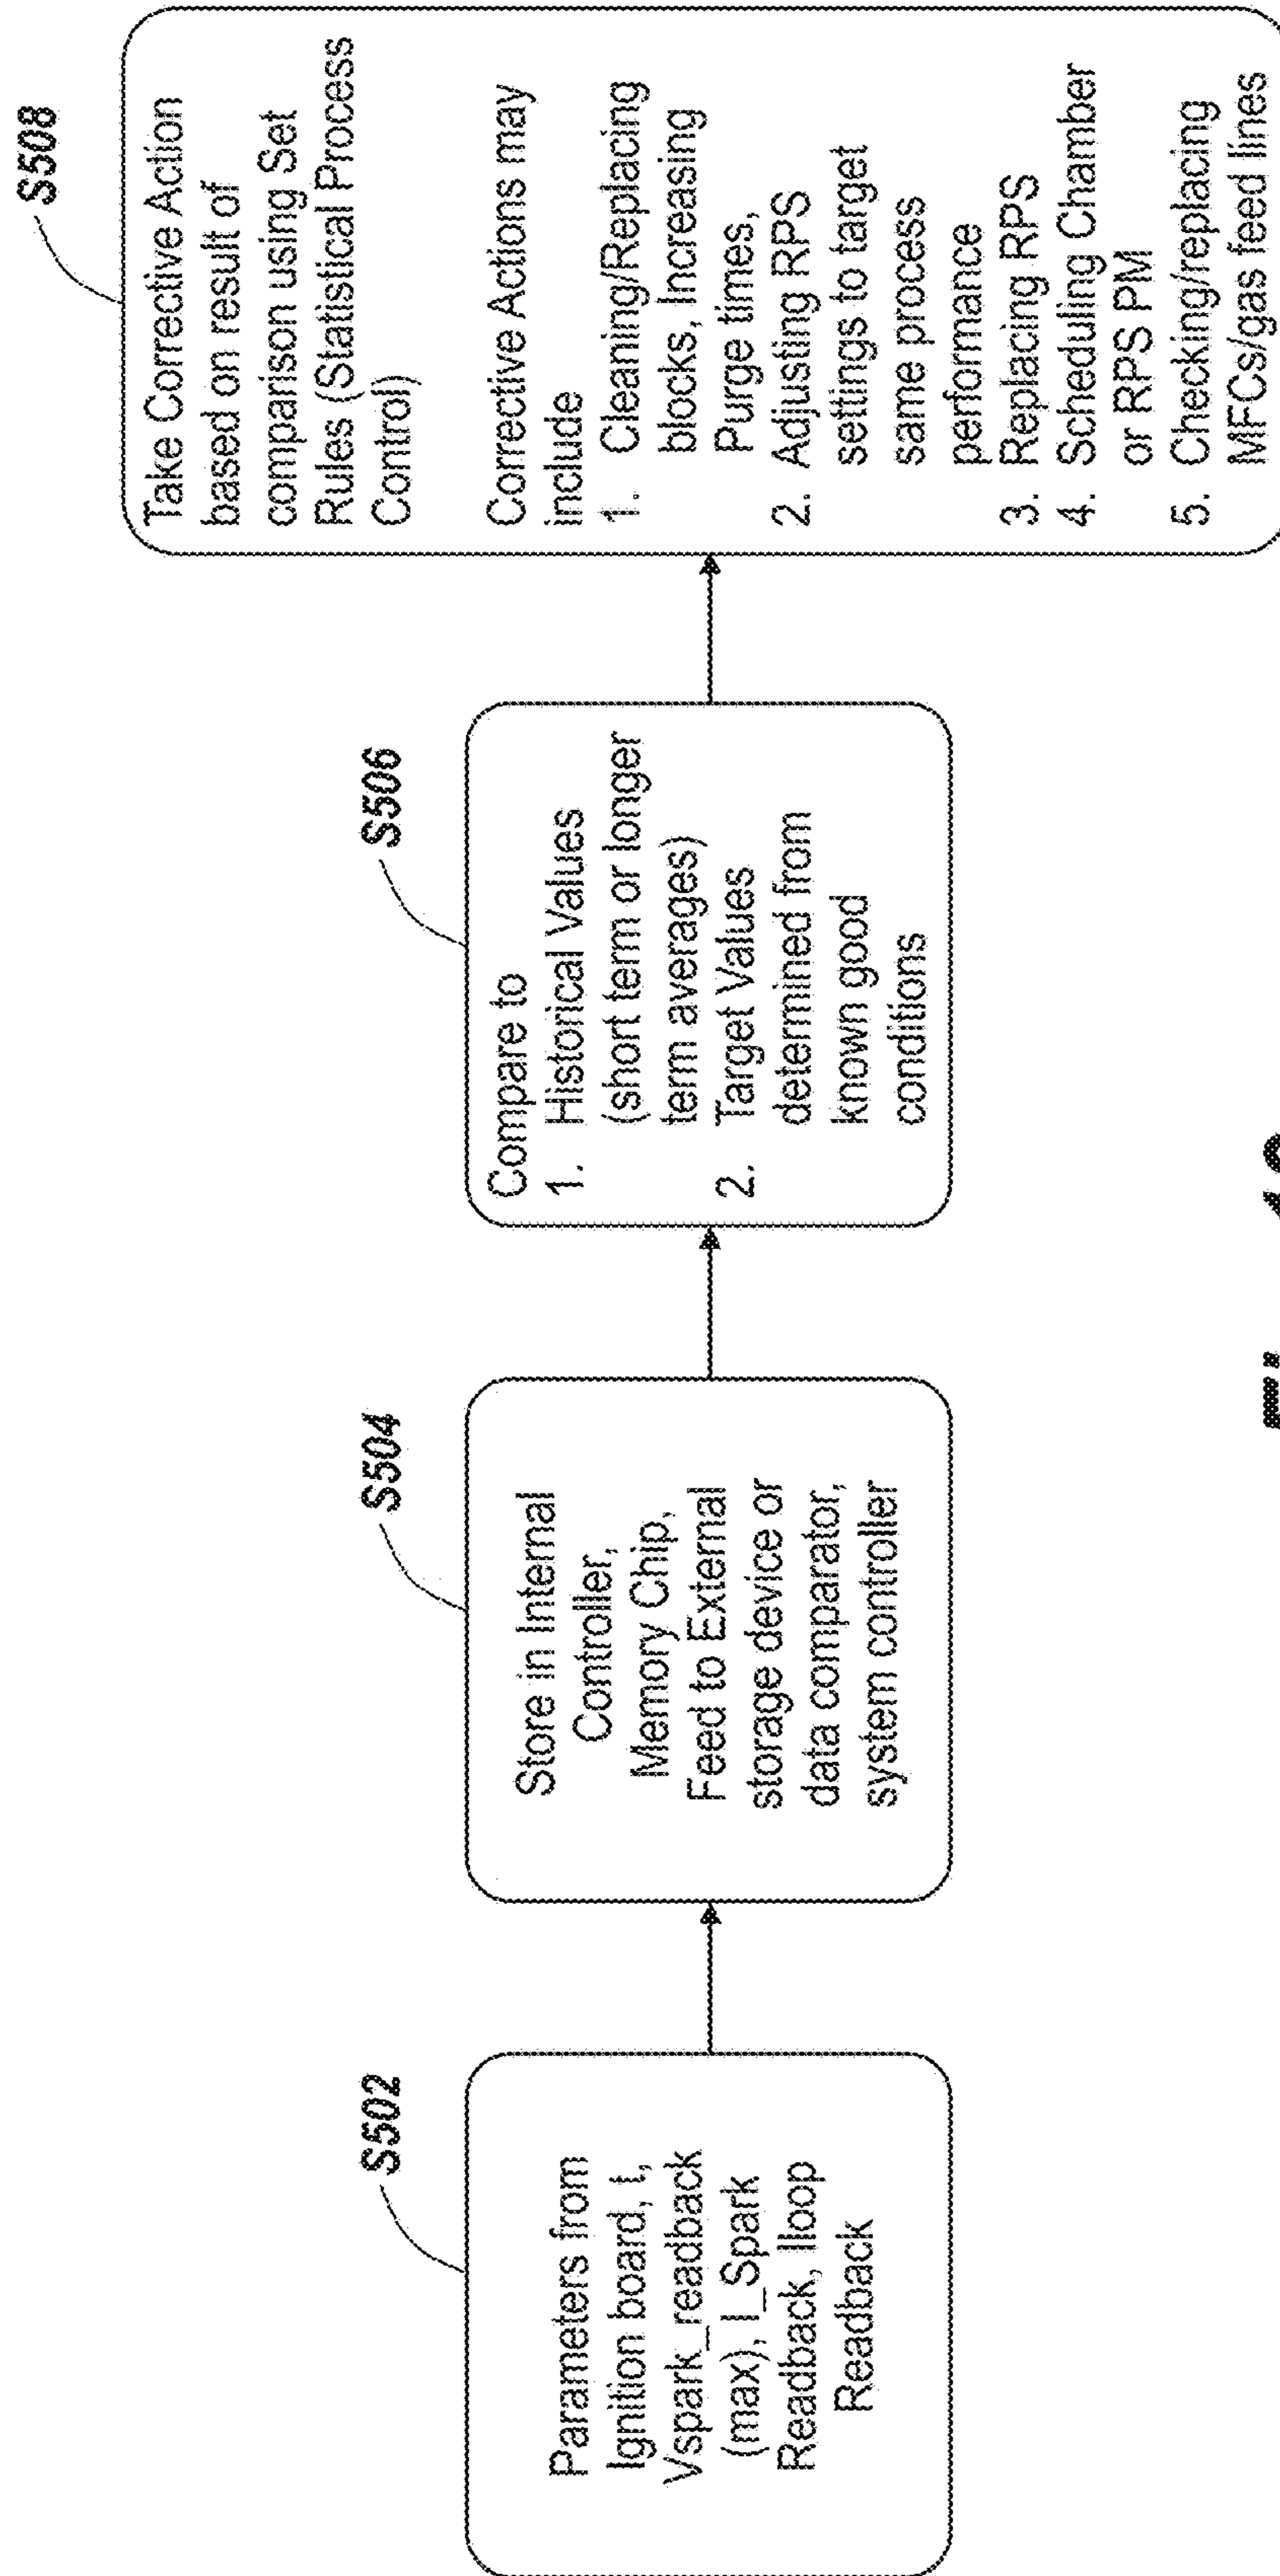 S502
Parameters from
Ignition board, t,
Vspark_readback
(max), I_Spark
Readback, Iloop
Readback
S504
Store in Internal
Controller,
Memory Chip,
Feed to External
storage device or
data comparator,
system controller
S506
Compare to
1. Historical Values
(short term or longer
term averages)
2. Target Values
determined from
known good
conditions
S508
Take Corrective Action
based on result of
comparison using Set
Rules (Statistical Process
Control)
Corrective Actions may
include
1. Cleaning/Replacing
blocks, Increasing
Purge times,
2. Adjusting RPS
settings to target
same process
performance
3. Replacing RPS
4. Scheduling Chamber
or RPS PM
5. Checking/replacing
MFCs/gas feed lines